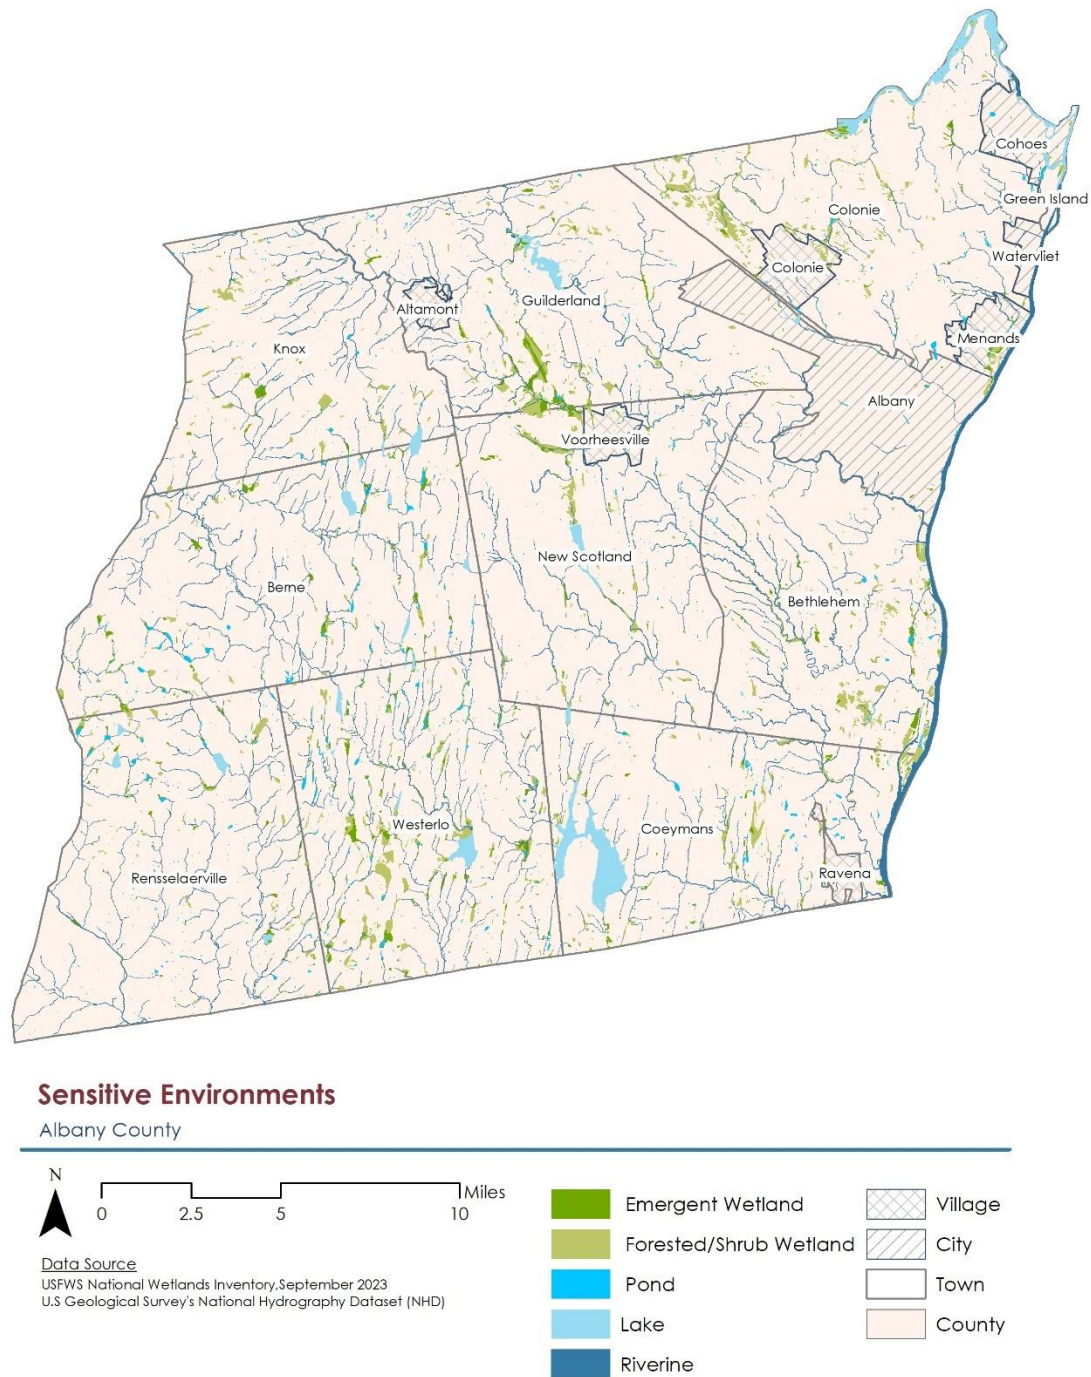 Cohoes
Green Island
Colonie
Watervliet
Colonie
Guilderland
Altamont
Menands
Knox
Albany
Voorheesville
New Scotland
Berne
Bethlehem
Westerlo
Coeymans
Rensselaerville
Ravena
Sensitive Environments
Albany County
N
Miles
0 2.5 5 10
Data Source
USFWS National Wetlands Inventory,September 2023
U.S Geological Survey's National Hydrography Dataset (NHD)
Emergent Wetland
Forested/Shrub Wetland
Pond
Lake
Riverine
Village
City
Town
County